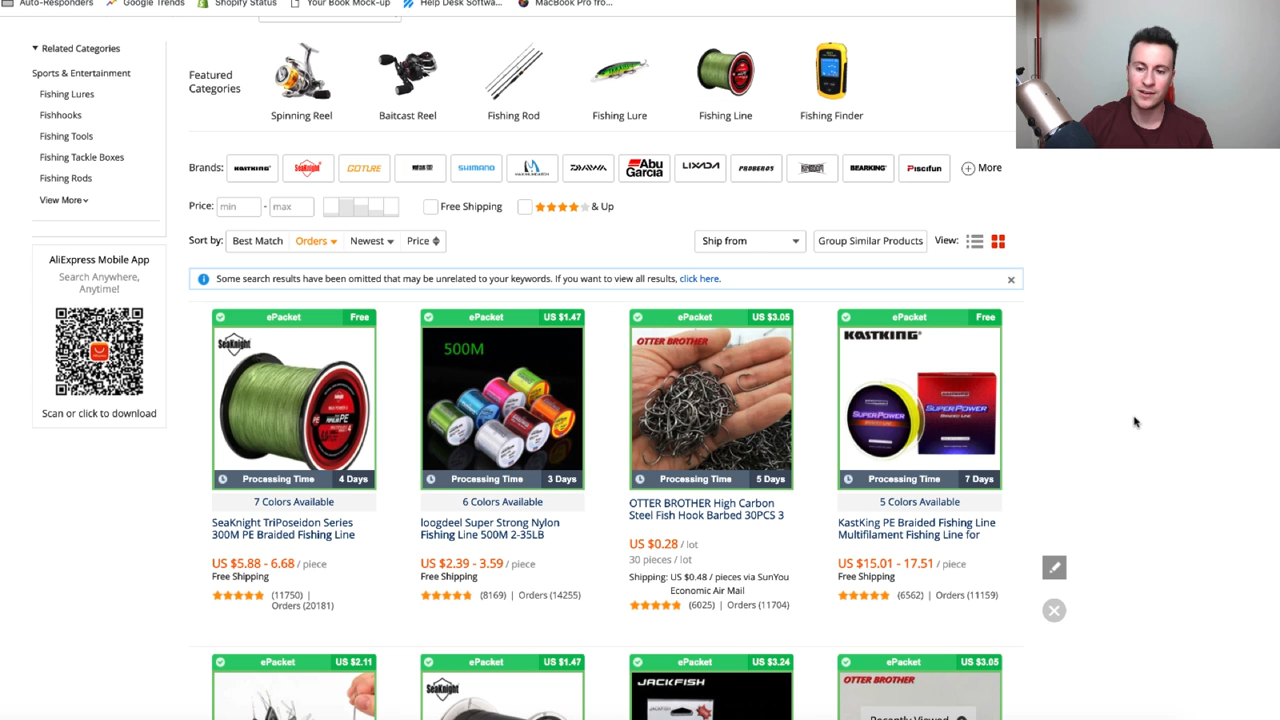 Auto-Responders
Google Trends
Shopify Status
Your Book Mock-up
Help Desk Softwa...
MacBook Pro fro...
Related Categories
Sports & Entertainment
Fishing Lures
Fishhooks
Fishing Tools
Fishing Tackle Boxes
Fishing Rods
View More
AliExpress Mobile App
Search Anywhere,
Anytime!
Scan or click to download
Featured
Categories
Spinning Reel
Baitcast Reel
Fishing Rod
Fishing Lure
Fishing Line
Fishing Finder
Brands:
KASTKING
SeaKnight
GOTURE
SHIMANO
DAIWA
Abu
Garcia
LIXADA
PROBEROS
BEARKING
Piscifun
More
Price: min - max
Free Shipping
& Up
Sort by: Best Match Orders Newest Price
Ship from
Group Similar Products
View:
Some search results have been omitted that may be unrelated to your keywords. If you want to view all results, click here.
ePacket Free
SeaKnight
Processing Time 4 Days
7 Colors Available
SeaKnight TriPoseidon Series
300M PE Braided Fishing Line
US $5.88 - 6.68 / piece
Free Shipping
(11750) |
Orders (20181)
ePacket US $1.47
500M
Processing Time 3 Days
6 Colors Available
loogdeel Super Strong Nylon
Fishing Line 500M 2-35LB
US $2.39 - 3.59 / piece
Free Shipping
(8169) | Orders (14255)
ePacket US $3.05
OTTER BROTHER
Processing Time 5 Days
OTTER BROTHER High Carbon
Steel Fish Hook Barbed 30PCS 3
US $0.28 / lot
30 pieces / lot
Shipping: US $0.48 / pieces via SunYou
Economic Air Mail
(6025) | Orders (11704)
ePacket Free
KASTKING
SUPERPOWER
SUPERPOWER
Processing Time 7 Days
5 Colors Available
KastKing PE Braided Fishing Line
Multifilament Fishing Line for
US $15.01 - 17.51 / piece
Free Shipping
(6562) | Orders (11159)
ePacket US $2.11
ePacket US $1.47
SeaKnight
ePacket US $3.24
JACKFISH
ePacket US $3.05
OTTER BROTHER
Recently Viewed